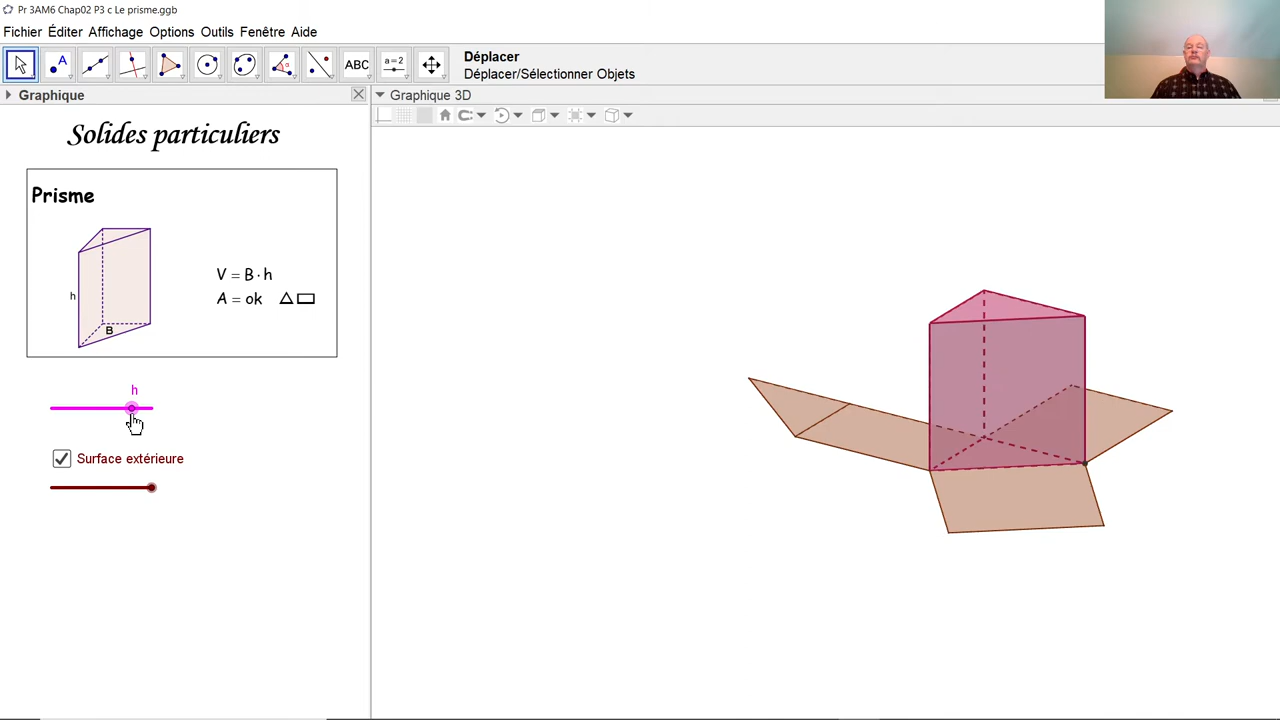 Pr 3AM6 Chap02 P3 c Le prisme.ggb
Fichier Éditer Affichage Options Outils Fenêtre Aide
A
ABC
a=2
Déplacer
Déplacer/Sélectionner Objets
Graphique
Graphique 3D
Solides particuliers
Prisme
h
B
V = B · h
A = ok
h
Surface extérieure